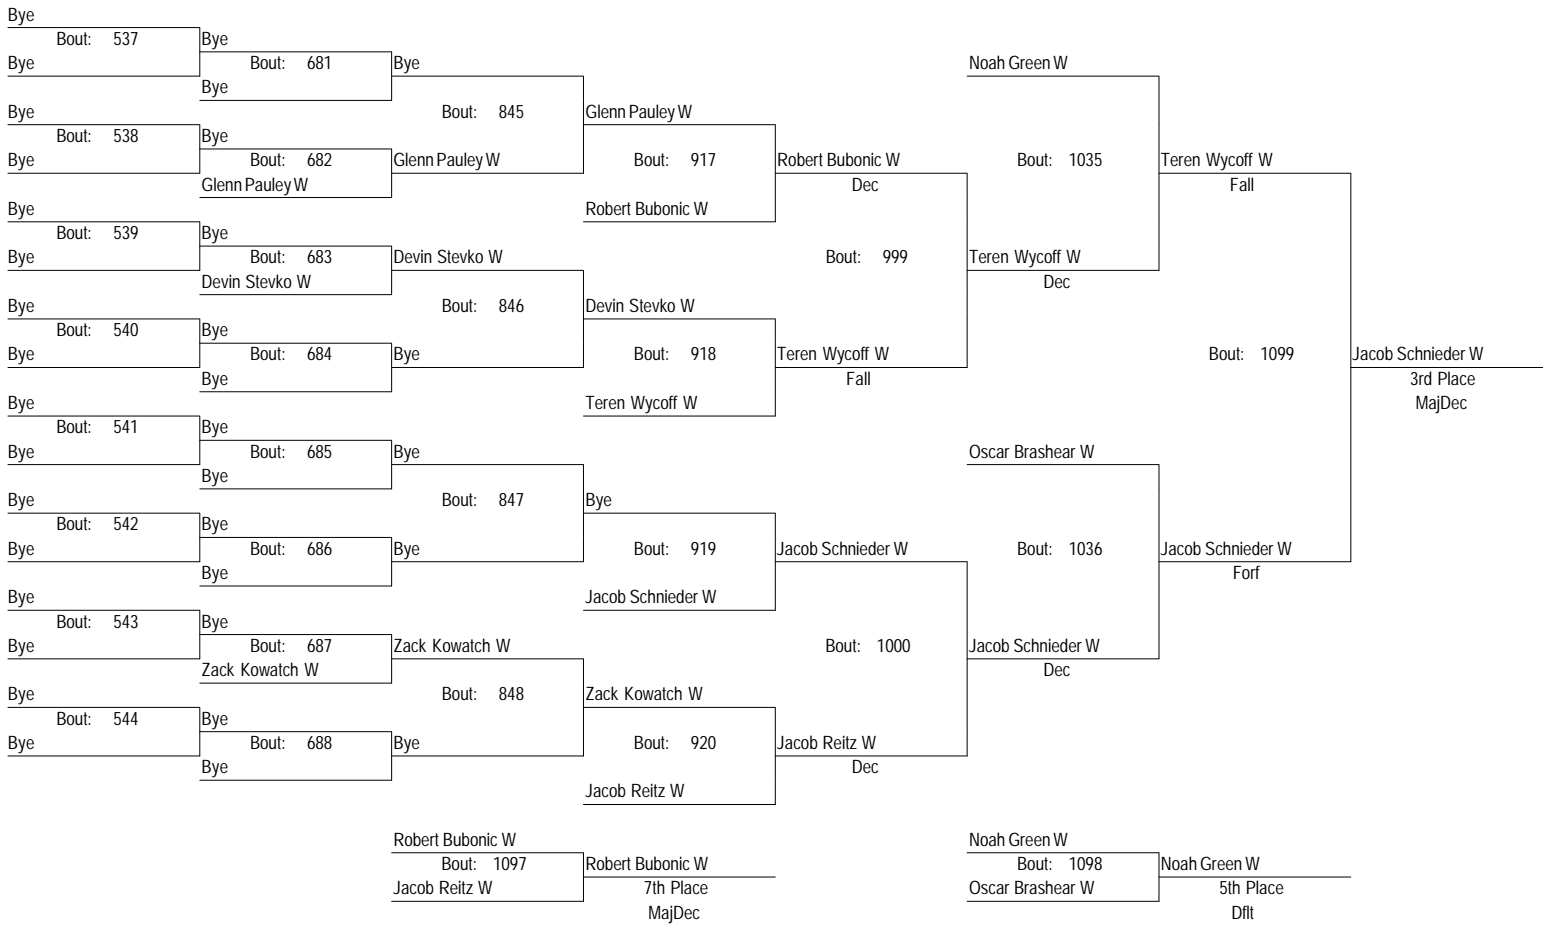 Bye
Bout: 537 Bye
Bye Bout: 681 Bye Noah Green W
Bye
Bye Bout: 845 Glenn Pauley W
Bout: 538 Bye
Bye Bout: 682 Glenn Pauley W Bout: 917 Robert Bubonic W Bout: 1035 Teren Wycoff W
Glenn Pauley W Dec Fall
Bye Robert Bubonic W
Bout: 539 Bye
Bye Bout: 683 Devin Stevko W Bout: 999 Teren Wycoff W
Devin Stevko W Dec
Bye Bout: 846 Devin Stevko W
Bout: 540 Bye
Bye Bout: 684 Bye Bout: 918 Teren Wycoff W Bout: 1099 Jacob Schnieder W
Bye Fall 3rd Place
Bye Teren Wycoff W MajDec
Bout: 541 Bye
Bye Bout: 685 Bye Oscar Brashear W
Bye
Bye Bout: 847 Bye
Bout: 542 Bye
Bye Bout: 686 Bye Bout: 919 Jacob Schnieder W Bout: 1036 Jacob Schnieder W
Bye Forf
Bye Jacob Schnieder W
Bout: 543 Bye
Bye Bout: 687 Zack Kowatch W Bout: 1000 Jacob Schnieder W
Zack Kowatch W Dec
Bye Bout: 848 Zack Kowatch W
Bout: 544 Bye
Bye Bout: 688 Bye Bout: 920 Jacob Reitz W
Bye Dec
Jacob Reitz W
Robert Bubonic W Noah Green W
Bout: 1097 Robert Bubonic W Bout: 1098 Noah Green W
Jacob Reitz W 7th Place Oscar Brashear W 5th Place
MajDec Dflt